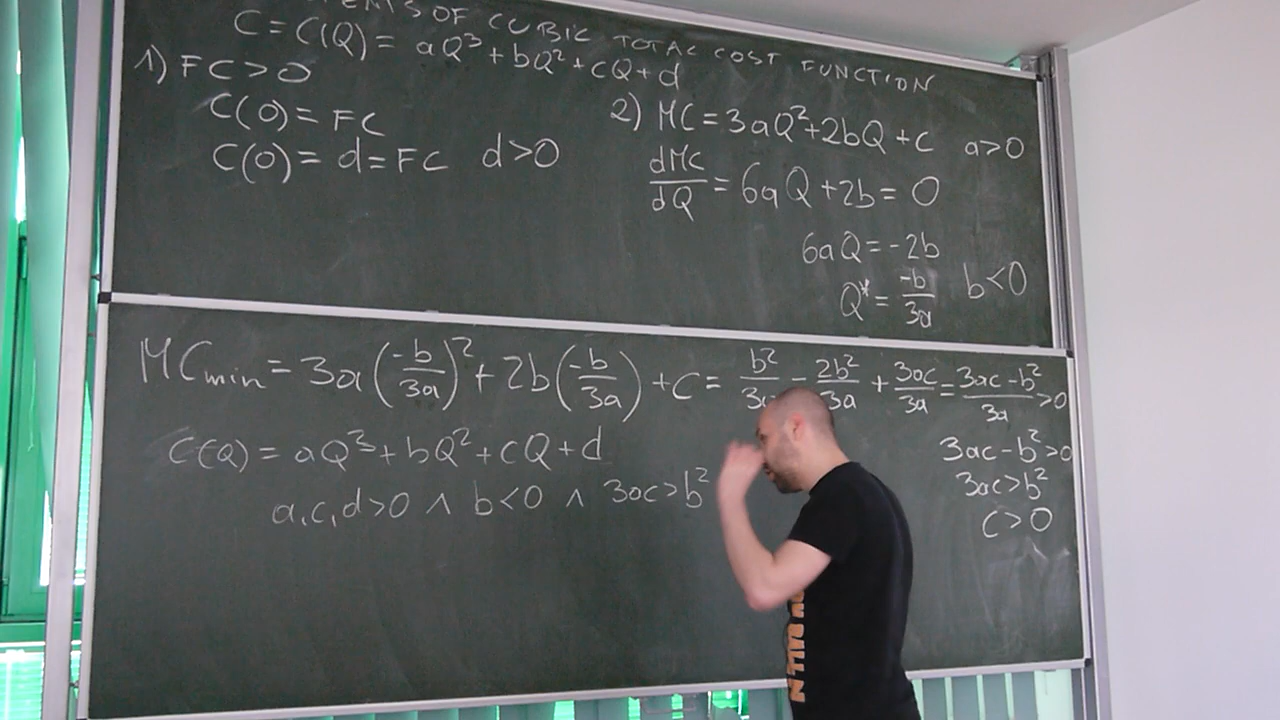 OF CUBIC TOTAL COST FUNCTION
C = C(Q) = aQ³ + bQ² + cQ + d
1) FC > 0
C(0) = FC
C(0) = d = FC d > 0
2) MC = 3aQ² + 2bQ + c a > 0
dMC/dQ = 6aQ + 2b = 0
6aQ = -2b
Q* = -b/3a b < 0
MCmin = 3a(-b/3a)² + 2b(-b/3a) + c = b²/3a - 2b²/3a + 3ac/3a = 3ac - b²/3a > 0
C(Q) = aQ³ + bQ² + cQ + d
a, c, d > 0 ∧ b < 0 ∧ 3ac > b²
3ac - b² > 0
3ac > b²
c > 0